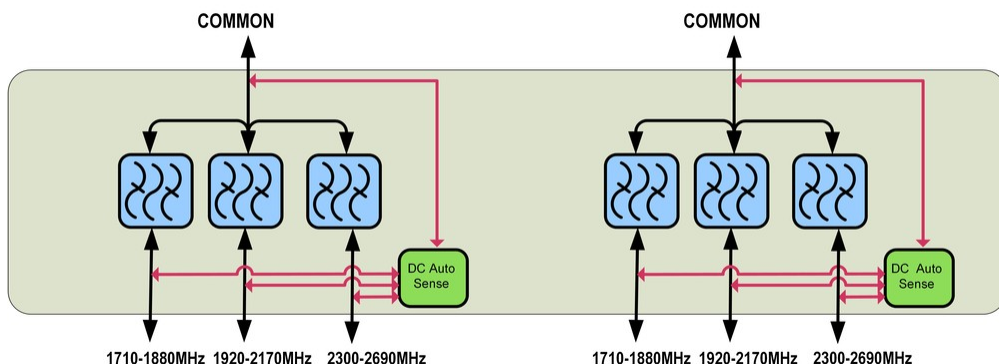 COMMON COMMON
DC Auto DC Auto
Sense Sense
1710-1880MHz 1920-2170MHz 2300-2690MHz 1710-1880MHz 1920-2170MHz 2300-2690MHz